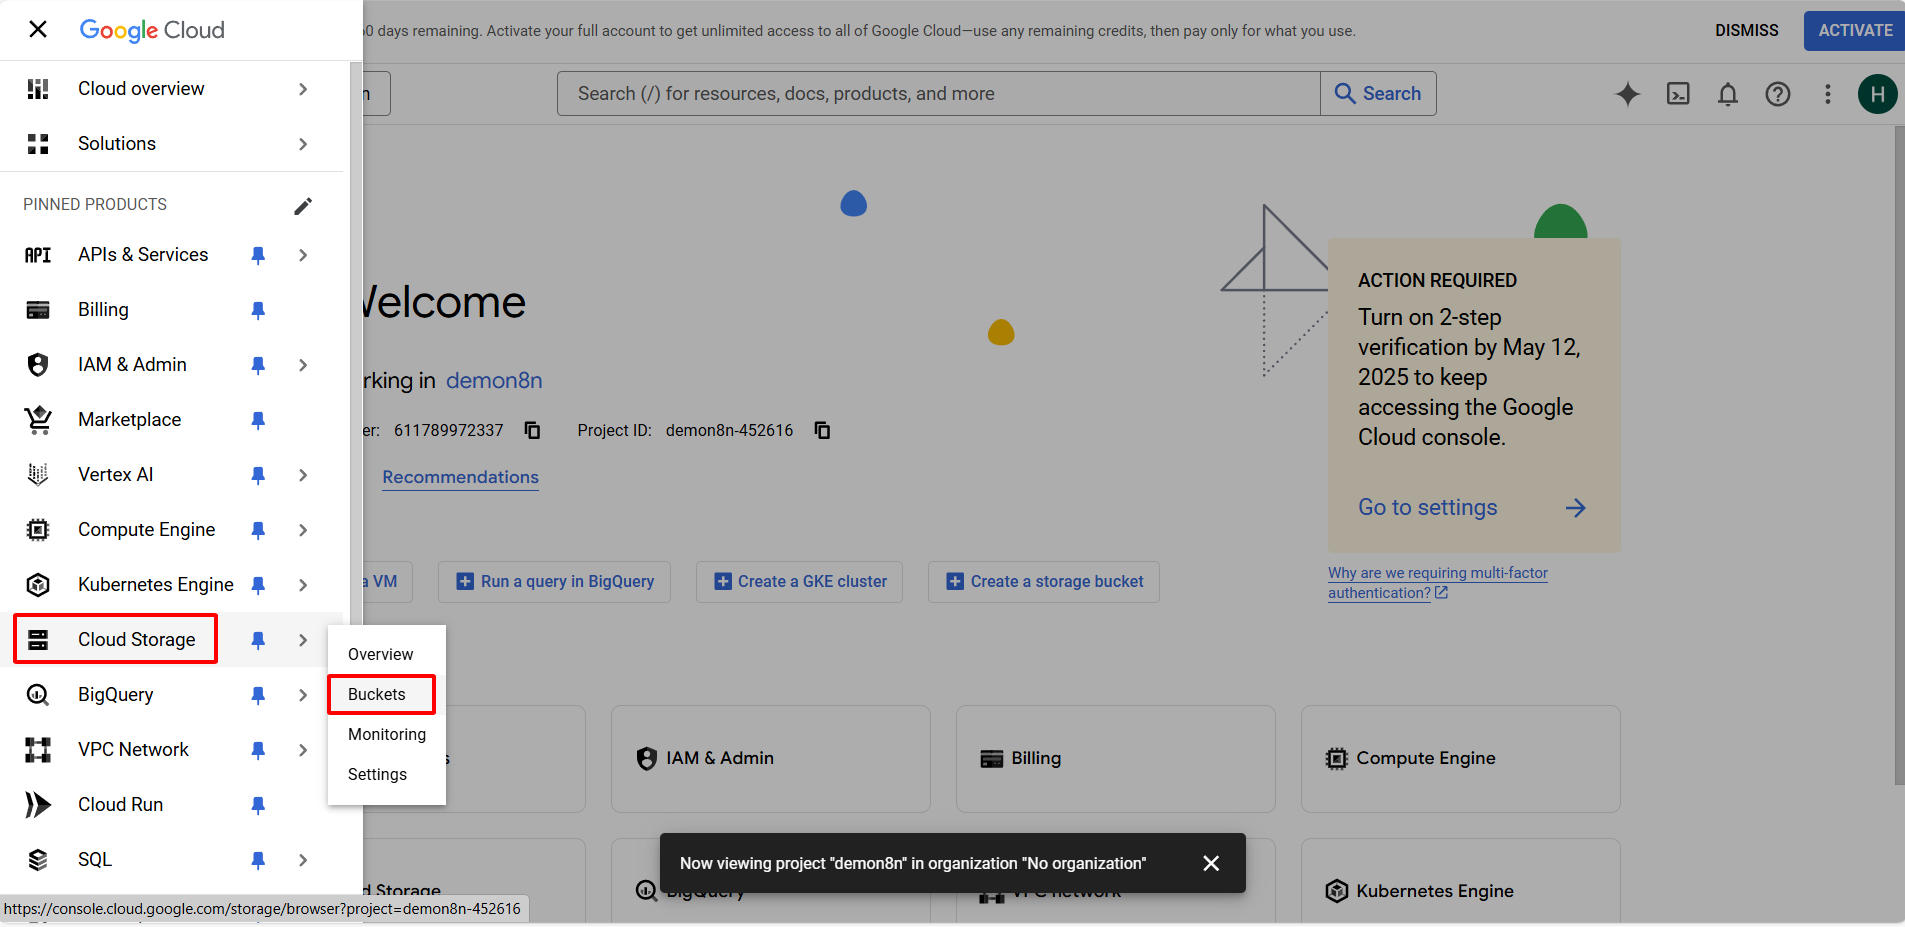 Google Cloud
0 days remaining. Activate your full account to get unlimited access to all of Google Cloud—use any remaining credits, then pay only for what you use.
DISMISS
ACTIVATE
Search (/) for resources, docs, products, and more
Search
H
Cloud overview
Solutions
PINNED PRODUCTS
API APIs & Services
Billing
IAM & Admin
Marketplace
Vertex AI
Compute Engine
Kubernetes Engine
Cloud Storage
BigQuery
VPC Network
Cloud Run
SQL
Overview
Buckets
Monitoring
Settings
Welcome
rking in demon8n
er: 611789972337
Project ID: demon8n-452616
Recommendations
a VM
Run a query in BigQuery
Create a GKE cluster
Create a storage bucket
ACTION REQUIRED
Turn on 2-step
verification by May 12,
2025 to keep
accessing the Google
Cloud console.
Go to settings
Why are we requiring multi-factor
authentication?
IAM & Admin
Billing
Compute Engine
d Storage
BigQuery
VPC network
Kubernetes Engine
Now viewing project "demon8n" in organization "No organization"
https://console.cloud.google.com/storage/browser?project=demon8n-452616